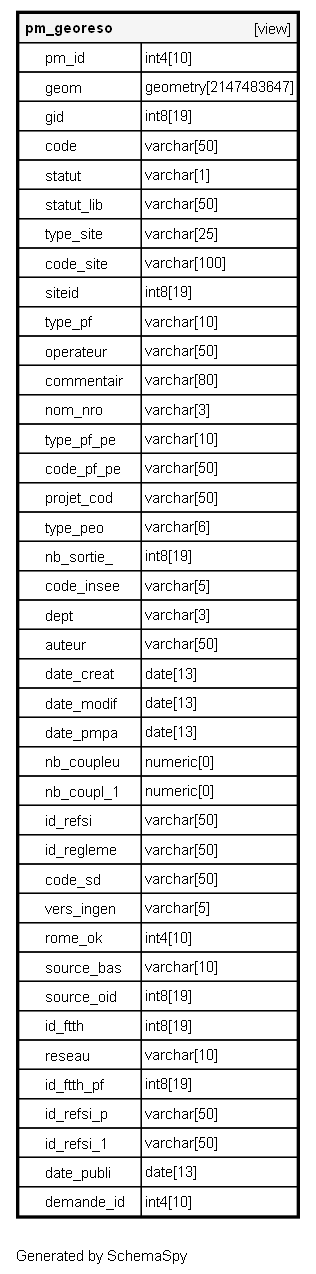 pm_georeso [view]
pm_id int4[10]
geom geometry[2147483647]
gid int8[19]
code varchar[50]
statut varchar[1]
statut_lib varchar[50]
type_site varchar[25]
code_site varchar[100]
siteid int8[19]
type_pf varchar[10]
operateur varchar[50]
commentair varchar[80]
nom_nro varchar[3]
type_pf_pe varchar[10]
code_pf_pe varchar[50]
projet_cod varchar[50]
type_peo varchar[6]
nb_sortie_ int8[19]
code_insee varchar[5]
dept varchar[3]
auteur varchar[50]
date_creat date[13]
date_modif date[13]
date_pmpa date[13]
nb_coupleu numeric[0]
nb_coupl_1 numeric[0]
id_refsi varchar[50]
id_regleme varchar[50]
code_sd varchar[50]
vers_ingen varchar[5]
rome_ok int4[10]
source_bas varchar[10]
source_oid int8[19]
id_ftth int8[19]
reseau varchar[10]
id_ftth_pf int8[19]
id_refsi_p varchar[50]
id_refsi_1 varchar[50]
date_publi date[13]
demande_id int4[10]
Generated by SchemaSpy